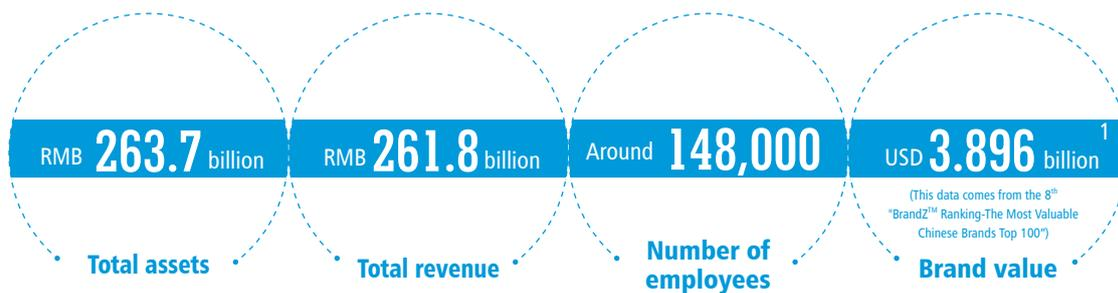 RMB 263.7 billion
Total assets
RMB 261.8 billion
Total revenue
Around 148,000
Number of
employees
USD 3.896 billion 1
(This data comes from the 8th
"BrandZTM Ranking-The Most Valuable
Chinese Brands Top 100")
Brand value